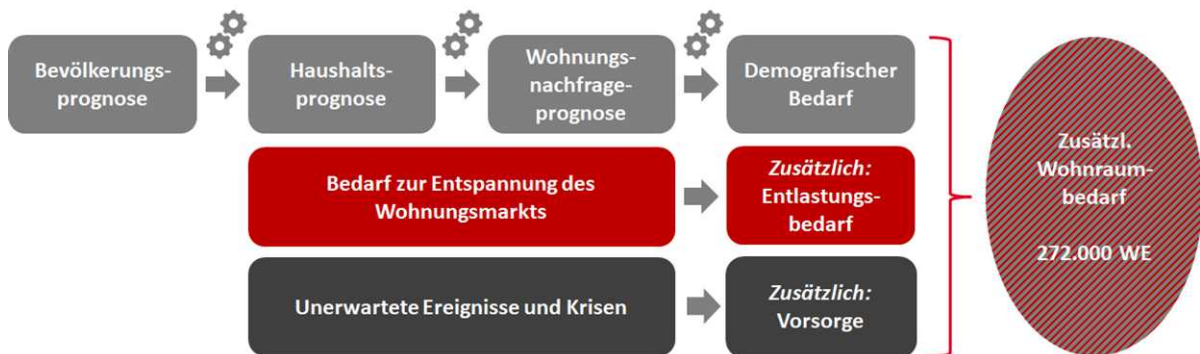 Bevölkerungs-
prognose
Haushalts-
prognose
Wohnungs-
nachfrage-
prognose
Demografischer
Bedarf
Bedarf zur Entspannung des
Wohnungsmarkts
Zusätzlich:
Entlastungs-
bedarf
Unerwartete Ereignisse und Krisen
Zusätzlich:
Vorsorge
Zusätzl.
Wohnraum-
bedarf
272.000 WE